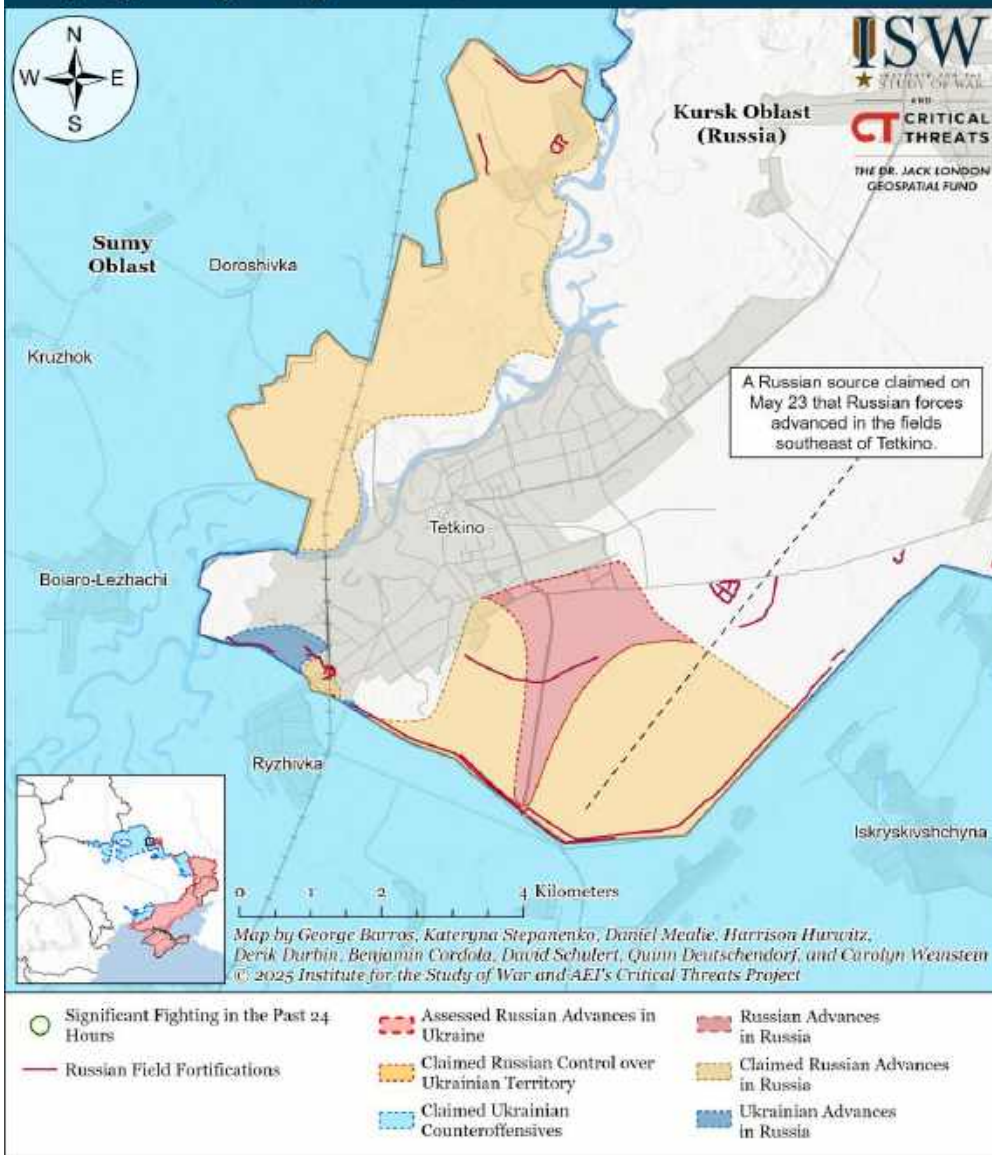 N
W E
S
ISW
INSTITUTE FOR THE
STUDY OF WAR
AND
CT CRITICAL
THREATS
THE DR. JACK LONDON
GEOSPATIAL FUND
Kursk Oblast
(Russia)
Sumy
Oblast
Doroshivka
Kruzhok
A Russian source claimed on
May 23 that Russian forces
advanced in the fields
southeast of Tetkino.
Tetkino
Boiaro-Lezhachi
Ryzhivka
Iskryskivshchyna
0 1 2 4 Kilometers
Map by George Barros, Kateryna Stepanenko, Daniel Mealie, Harrison Hurwitz,
Derik Durbin, Benjamin Cordola, David Schulert, Quinn Deutschendorf, and Carolyn Weinstein
© 2025 Institute for the Study of War and AEI's Critical Threats Project
Significant Fighting in the Past 24
Hours
Russian Field Fortifications
Assessed Russian Advances in
Ukraine
Claimed Russian Control over
Ukrainian Territory
Claimed Ukrainian
Counteroffensives
Russian Advances
in Russia
Claimed Russian Advances
in Russia
Ukrainian Advances
in Russia